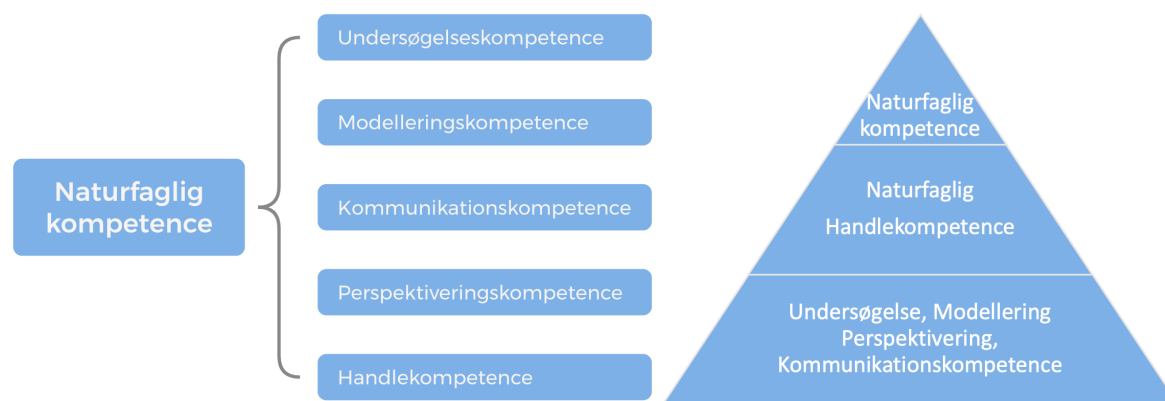 Naturfaglig
kompetence
Undersøgelseskompetence
Modelleringskompetence
Kommunikationskompetence
Perspektiveringskompetence
Handlekompetence
Naturfaglig
kompetence
Naturfaglig
Handlekompetence
Undersøgelse, Modellering
Perspektivering,
Kommunikationskompetence